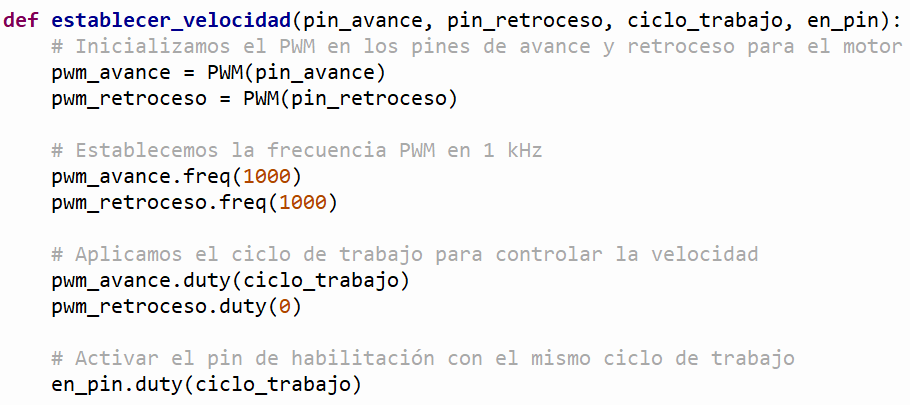 def establecer_velocidad(pin_avance, pin_retroceso, ciclo_trabajo, en_pin):
    # Inicializamos el PWM en los pines de avance y retroceso para el motor
    pwm_avance = PWM(pin_avance)
    pwm_retroceso = PWM(pin_retroceso)

    # Establecemos la frecuencia PWM en 1 kHz
    pwm_avance.freq(1000)
    pwm_retroceso.freq(1000)

    # Aplicamos el ciclo de trabajo para controlar la velocidad
    pwm_avance.duty(ciclo_trabajo)
    pwm_retroceso.duty(0)

    # Activar el pin de habilitación con el mismo ciclo de trabajo
    en_pin.duty(ciclo_trabajo)